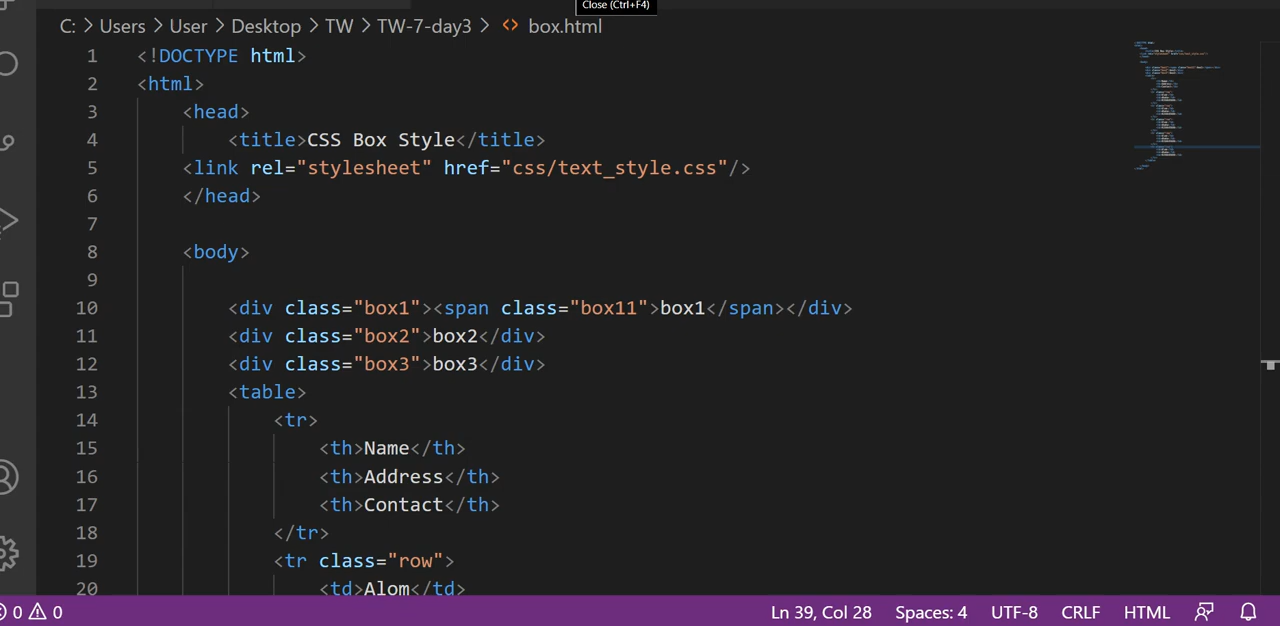 Close (Ctrl+F4)
C: > Users > User > Desktop > TW > TW-7-day3 > <> box.html
1 <!DOCTYPE html>
2 <html>
3 <head>
4 <title>CSS Box Style</title>
5 <link rel="stylesheet" href="css/text_style.css"/>
6 </head>
7
8 <body>
9
10 <div class="box1"><span class="box11">box1</span></div>
11 <div class="box2">box2</div>
12 <div class="box3">box3</div>
13 <table>
14 <tr>
15 <th>Name</th>
16 <th>Address</th>
17 <th>Contact</th>
18 </tr>
19 <tr class="row">
20 <td>Alom</td>
0 0 Ln 39, Col 28 Spaces: 4 UTF-8 CRLF HTML